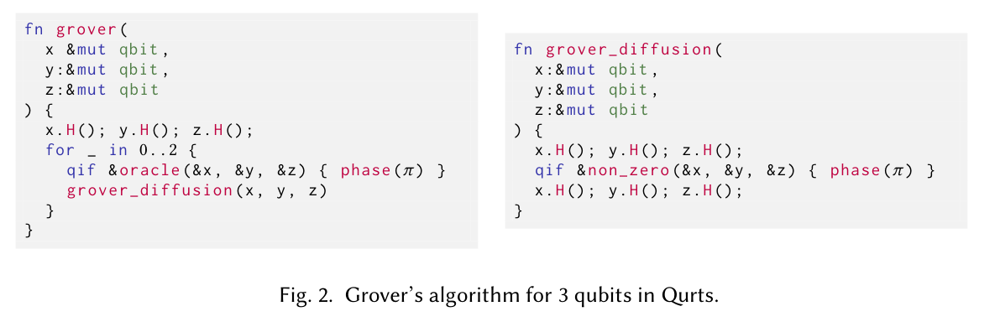 fn grover(
  x &mut qbit,
  y:&mut qbit,
  z:&mut qbit
) {
  x.H(); y.H(); z.H();
  for _ in 0..2 {
    qif &oracle(&x, &y, &z) { phase(π) }
    grover_diffusion(x, y, z)
  }
}
fn grover_diffusion(
  x:&mut qbit,
  y:&mut qbit,
  z:&mut qbit
) {
  x.H(); y.H(); z.H();
  qif &non_zero(&x, &y, &z) { phase(π) }
  x.H(); y.H(); z.H();
}
Fig. 2. Grover's algorithm for 3 qubits in Qurts.